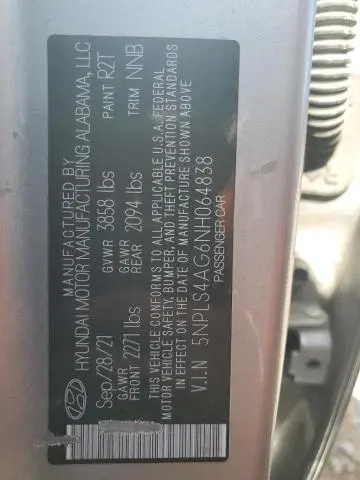 MANUFACTURED BY
HYUNDAI MOTOR MANUFACTURING ALABAMA, LLC
Sep/28/21 GVWR 3858 lbs PAINT R2T
GAWR FRONT 2271 lbs GAWR REAR 2094 lbs TRIM NNB
THIS VEHICLE CONFORMS TO ALL APPLICABLE U.S.A. FEDERAL
MOTOR VEHICLE SAFETY, BUMPER, AND THEFT PREVENTION STANDARDS
IN EFFECT ON THE DATE OF MANUFACTURE SHOWN ABOVE
V.I.N 5NPLS4AG6NH064838
PASSENGER CAR